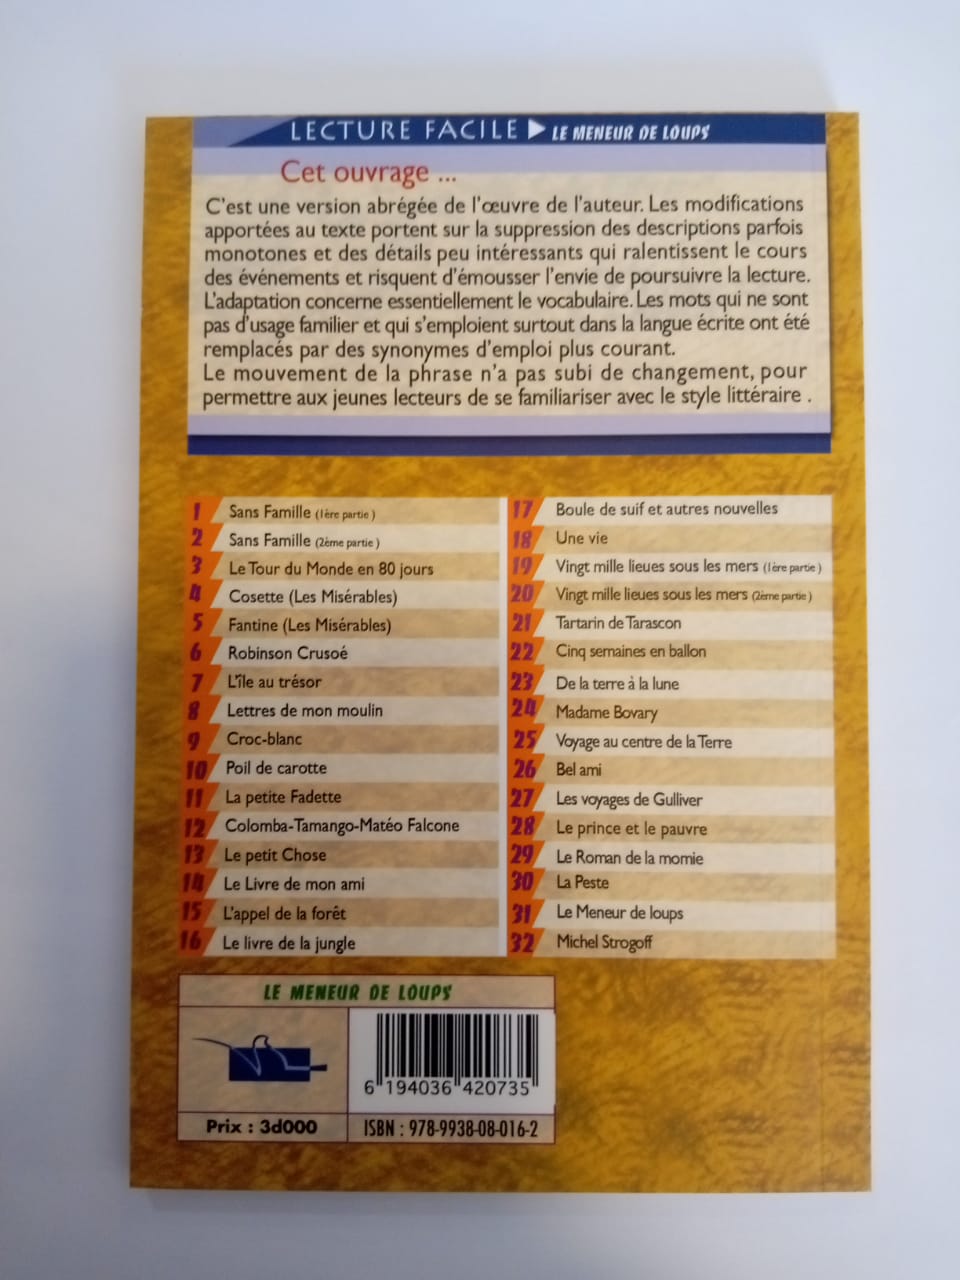 LECTURE FACILE ▶ LE MENEUR DE LOUPS
Cet ouvrage ...
C'est une version abrégée de l'œuvre de l'auteur. Les modifications
apportées au texte portent sur la suppression des descriptions parfois
monotones et des détails peu intéressants qui ralentissent le cours
des événements et risquent d'émousser l'envie de poursuivre la lecture.
L'adaptation concerne essentiellement le vocabulaire. Les mots qui ne sont
pas d'usage familier et qui s'emploient surtout dans la langue écrite ont été
remplacés par des synonymes d'emploi plus courant.
Le mouvement de la phrase n'a pas subi de changement, pour
permettre aux jeunes lecteurs de se familiariser avec le style littéraire .
1 Sans Famille (1ère partie )
2 Sans Famille (2ème partie )
3 Le Tour du Monde en 80 jours
4 Cosette (Les Misérables)
5 Fantine (Les Misérables)
6 Robinson Crusoé
7 L'île au trésor
8 Lettres de mon moulin
9 Croc-blanc
10 Poil de carotte
11 La petite Fadette
12 Colomba-Tamango-Matéo Falcone
13 Le petit Chose
14 Le Livre de mon ami
15 L'appel de la forêt
16 Le livre de la jungle
17 Boule de suif et autres nouvelles
18 Une vie
19 Vingt mille lieues sous les mers (1ère partie )
20 Vingt mille lieues sous les mers (2ème partie )
21 Tartarin de Tarascon
22 Cinq semaines en ballon
23 De la terre à la lune
24 Madame Bovary
25 Voyage au centre de la Terre
26 Bel ami
27 Les voyages de Gulliver
28 Le prince et le pauvre
29 Le Roman de la momie
30 La Peste
31 Le Meneur de loups
32 Michel Strogoff
LE MENEUR DE LOUPS
6 194036 420735
Prix : 3d000
ISBN : 978-9938-08-016-2